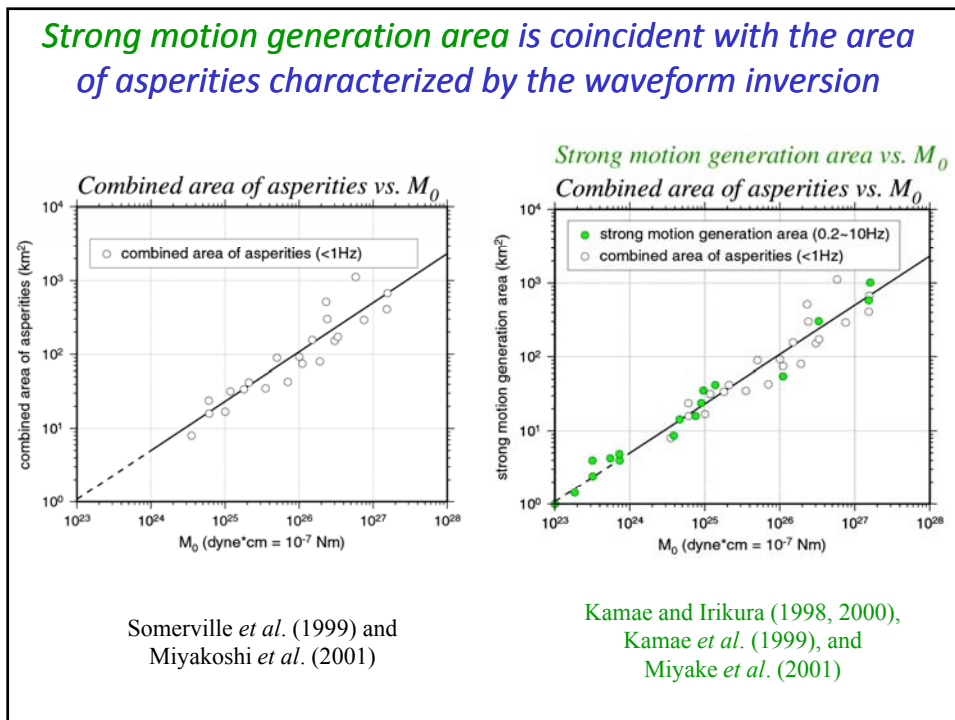 Strong motion generation area is coincident with the area
of asperities characterized by the waveform inversion
Combined area of asperities vs. M₀
combined area of asperities (km²)
10⁴
10³
10²
10¹
10⁰
combined area of asperities (<1Hz)
10²³ 10²⁴ 10²⁵ 10²⁶ 10²⁷ 10²⁸
M₀ (dyne*cm = 10⁻⁷ Nm)
Somerville et al. (1999) and
Miyakoshi et al. (2001)
Strong motion generation area vs. M₀
Combined area of asperities vs. M₀
strong motion generation area (km²)
10⁴
10³
10²
10¹
10⁰
strong motion generation area (0.2~10Hz)
combined area of asperities (<1Hz)
10²³ 10²⁴ 10²⁵ 10²⁶ 10²⁷ 10²⁸
M₀ (dyne*cm = 10⁻⁷ Nm)
Kamae and Irikura (1998, 2000),
Kamae et al. (1999), and
Miyake et al. (2001)